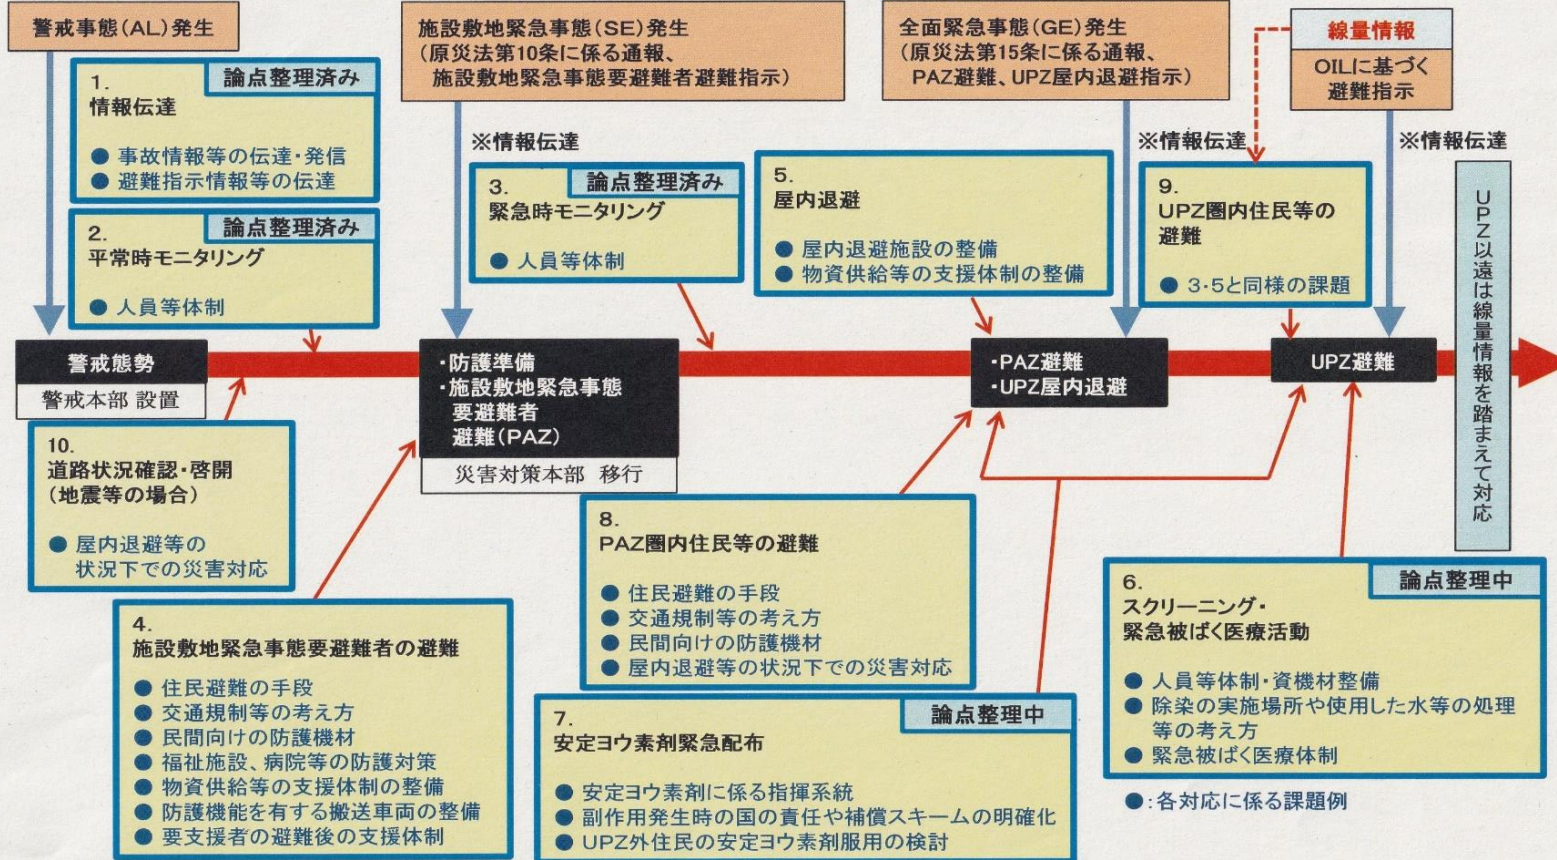 警戒事態(AL)発生
施設敷地緊急事態(SE)発生
(原災法第10条に係る通報、
施設敷地緊急事態要避難者避難指示)
全面緊急事態(GE)発生
(原災法第15条に係る通報、
PAZ避難、UPZ屋内退避指示)
線量情報
OILに基づく
避難指示
1.
論点整理済み
情報伝達
● 事故情報等の伝達・発信
● 避難指示情報等の伝達
2.
論点整理済み
平常時モニタリング
● 人員等体制
※情報伝達
3.
論点整理済み
緊急時モニタリング
● 人員等体制
5.
屋内退避
● 屋内退避施設の整備
● 物資供給等の支援体制の整備
※情報伝達
9.
UPZ圏内住民等の
避難
● 3・5と同様の課題
※情報伝達
UPZ以遠は線量情報を踏まえて対応
警戒態勢
警戒本部 設置
・防護準備
・施設敷地緊急事態
要避難者
避難(PAZ)
災害対策本部 移行
・PAZ避難
・UPZ屋内退避
UPZ避難
10.
道路状況確認・啓開
(地震等の場合)
● 屋内退避等の
状況下での災害対応
4.
施設敷地緊急事態要避難者の避難
● 住民避難の手段
● 交通規制等の考え方
● 民間向けの防護機材
● 福祉施設、病院等の防護対策
● 物資供給等の支援体制の整備
● 防護機能を有する搬送車両の整備
● 要支援者の避難後の支援体制
8.
PAZ圏内住民等の避難
● 住民避難の手段
● 交通規制等の考え方
● 民間向けの防護機材
● 屋内退避等の状況下での災害対応
7.
論点整理中
安定ヨウ素剤緊急配布
● 安定ヨウ素剤に係る指揮系統
● 副作用発生時の国の責任や補償スキームの明確化
● UPZ外住民の安定ヨウ素剤服用の検討
6.
論点整理中
スクリーニング・
緊急被ばく医療活動
● 人員等体制・資機材整備
● 除染の実施場所や使用した水等の処理
等の考え方
● 緊急被ばく医療体制
●:各対応に係る課題例